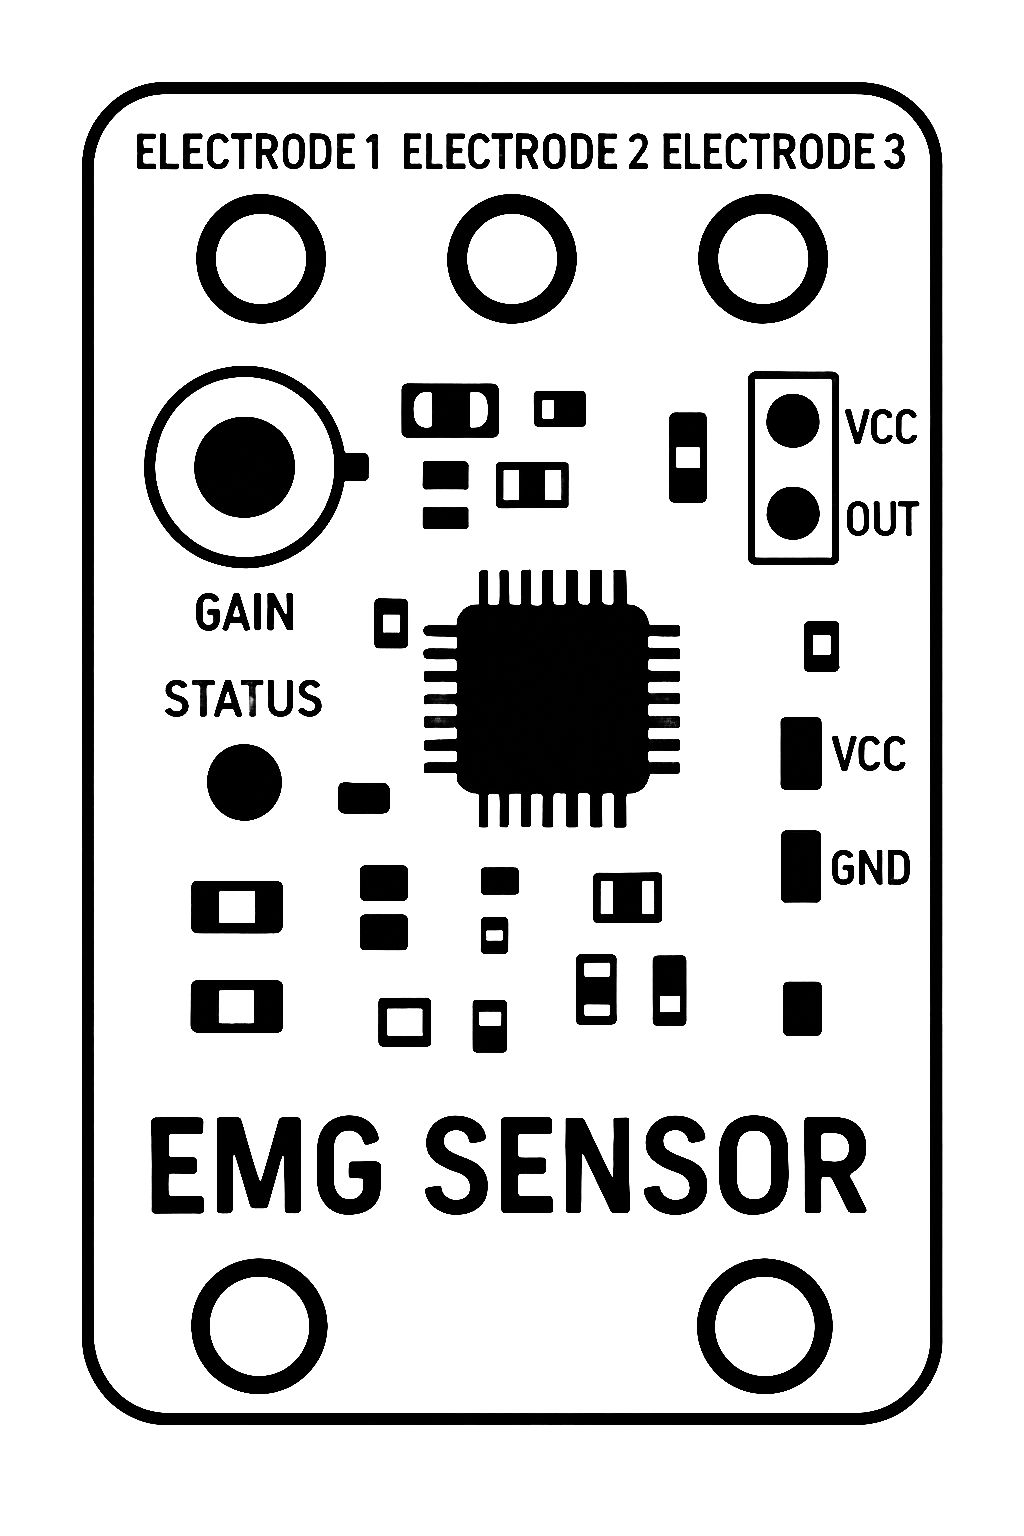 ELECTRODE 1 ELECTRODE 2 ELECTRODE 3
VCC
OUT
GAIN
STATUS
VCC
GND
EMG SENSOR